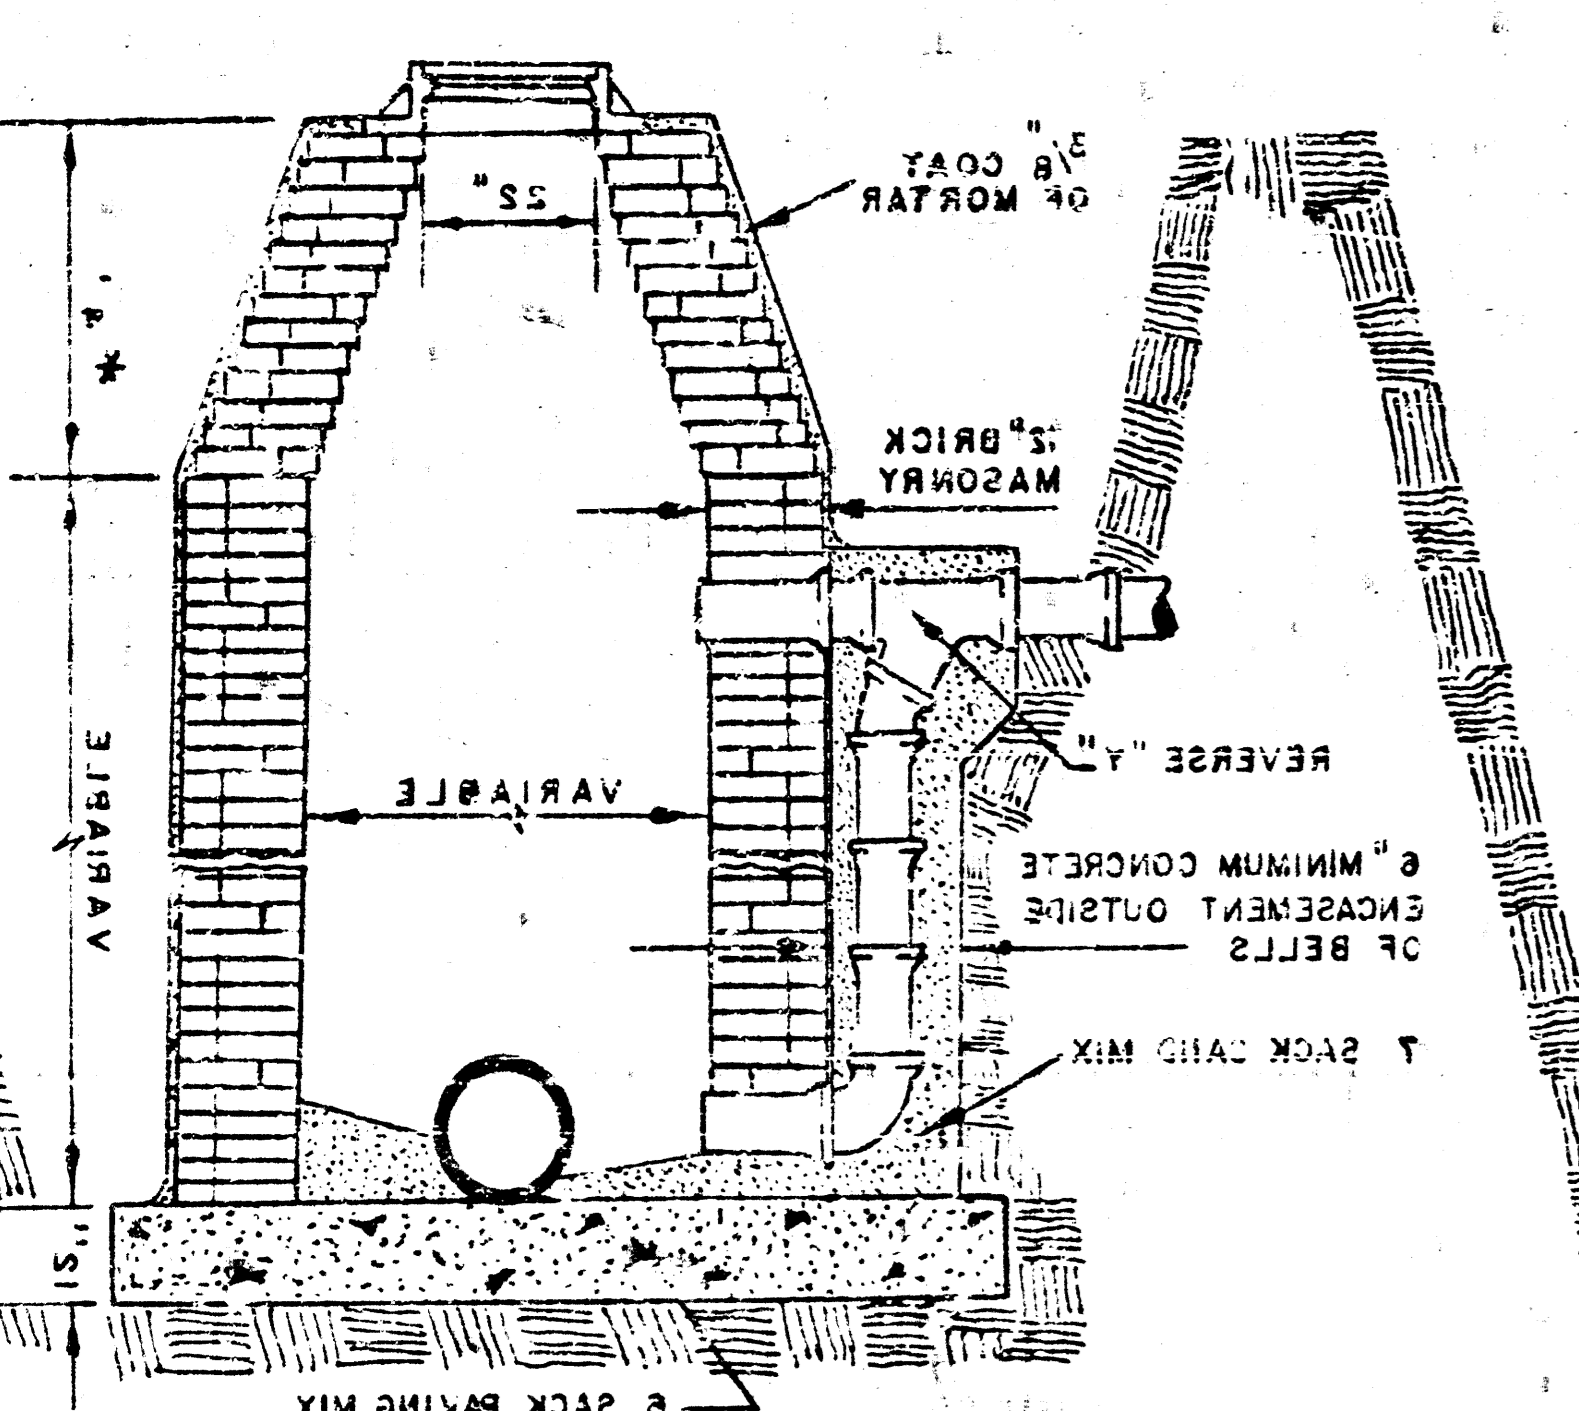 3/8" COAT
OF MORTAR
22"
12" BRICK
MASONRY
REVERSE "Y"
VARIABLE
VARIABLE
6" MINIMUM CONCRETE
ENCASEMENT OUTSIDE
OF BELLS
7 SACK SAND MIX
12"
6 SACK PAVING MIX